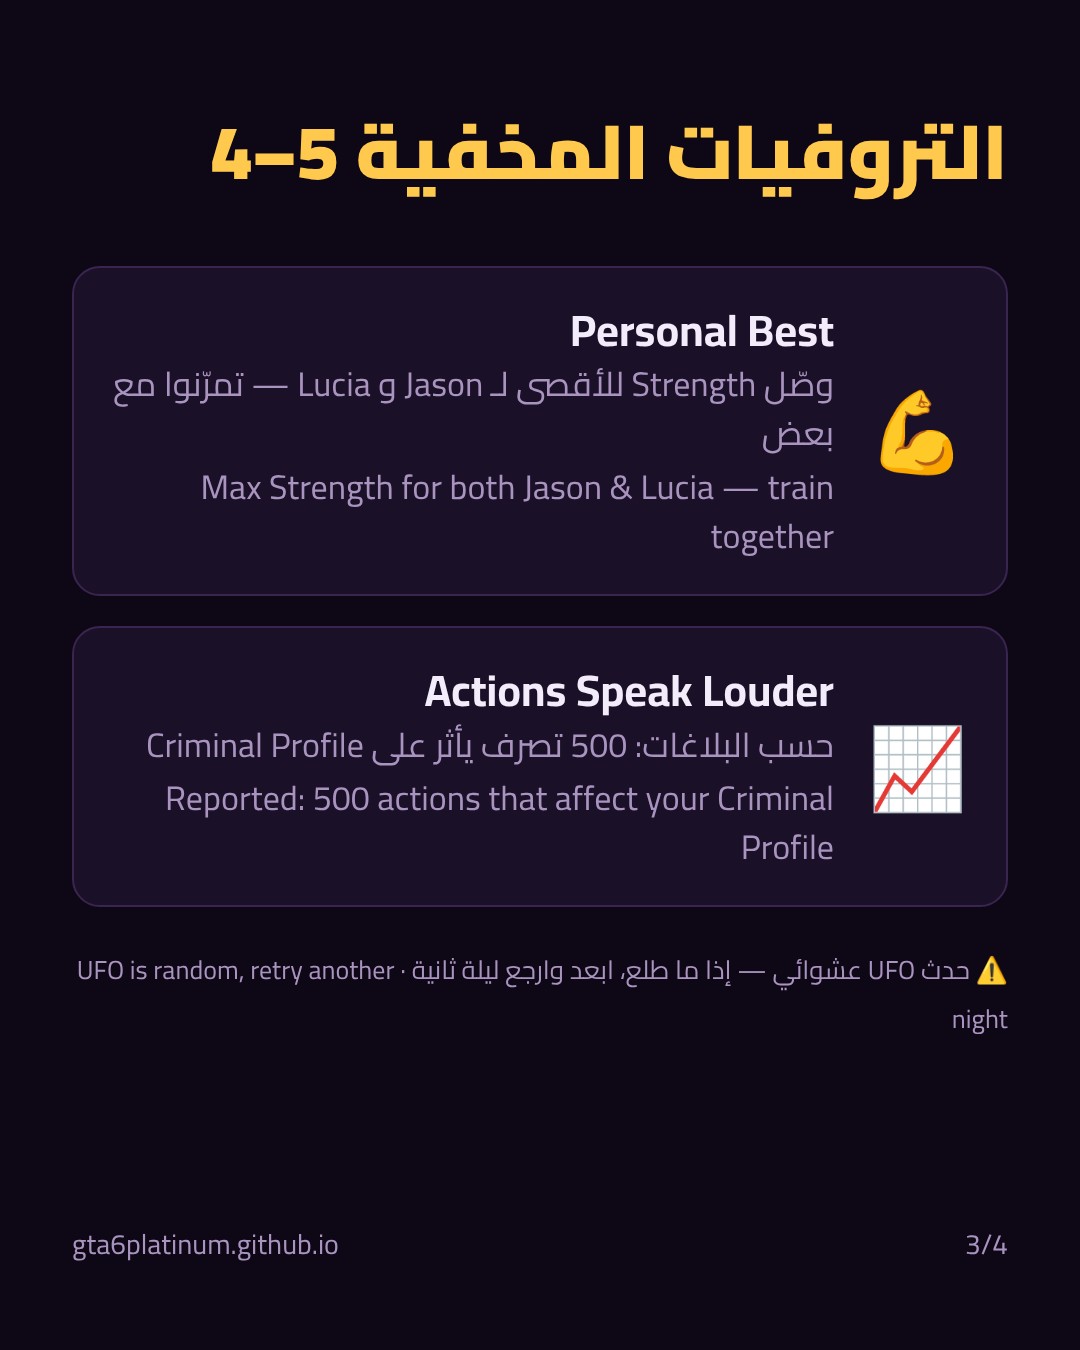 التروفيات المخفية 4–5
Personal Best
وصّل Strength للأقصى لـ Jason و Lucia — تمرّنوا مع
بعض
Max Strength for both Jason & Lucia — train
together
Actions Speak Louder
حسب البلاغات: 500 تصرف يأثر على Criminal Profile
Reported: 500 actions that affect your Criminal
Profile
⚠️ حدث UFO عشوائي — إذا ما طلع، ابعد وارجع ليلة ثانية · UFO is random, retry another
night
gta6platinum.github.io
3/4